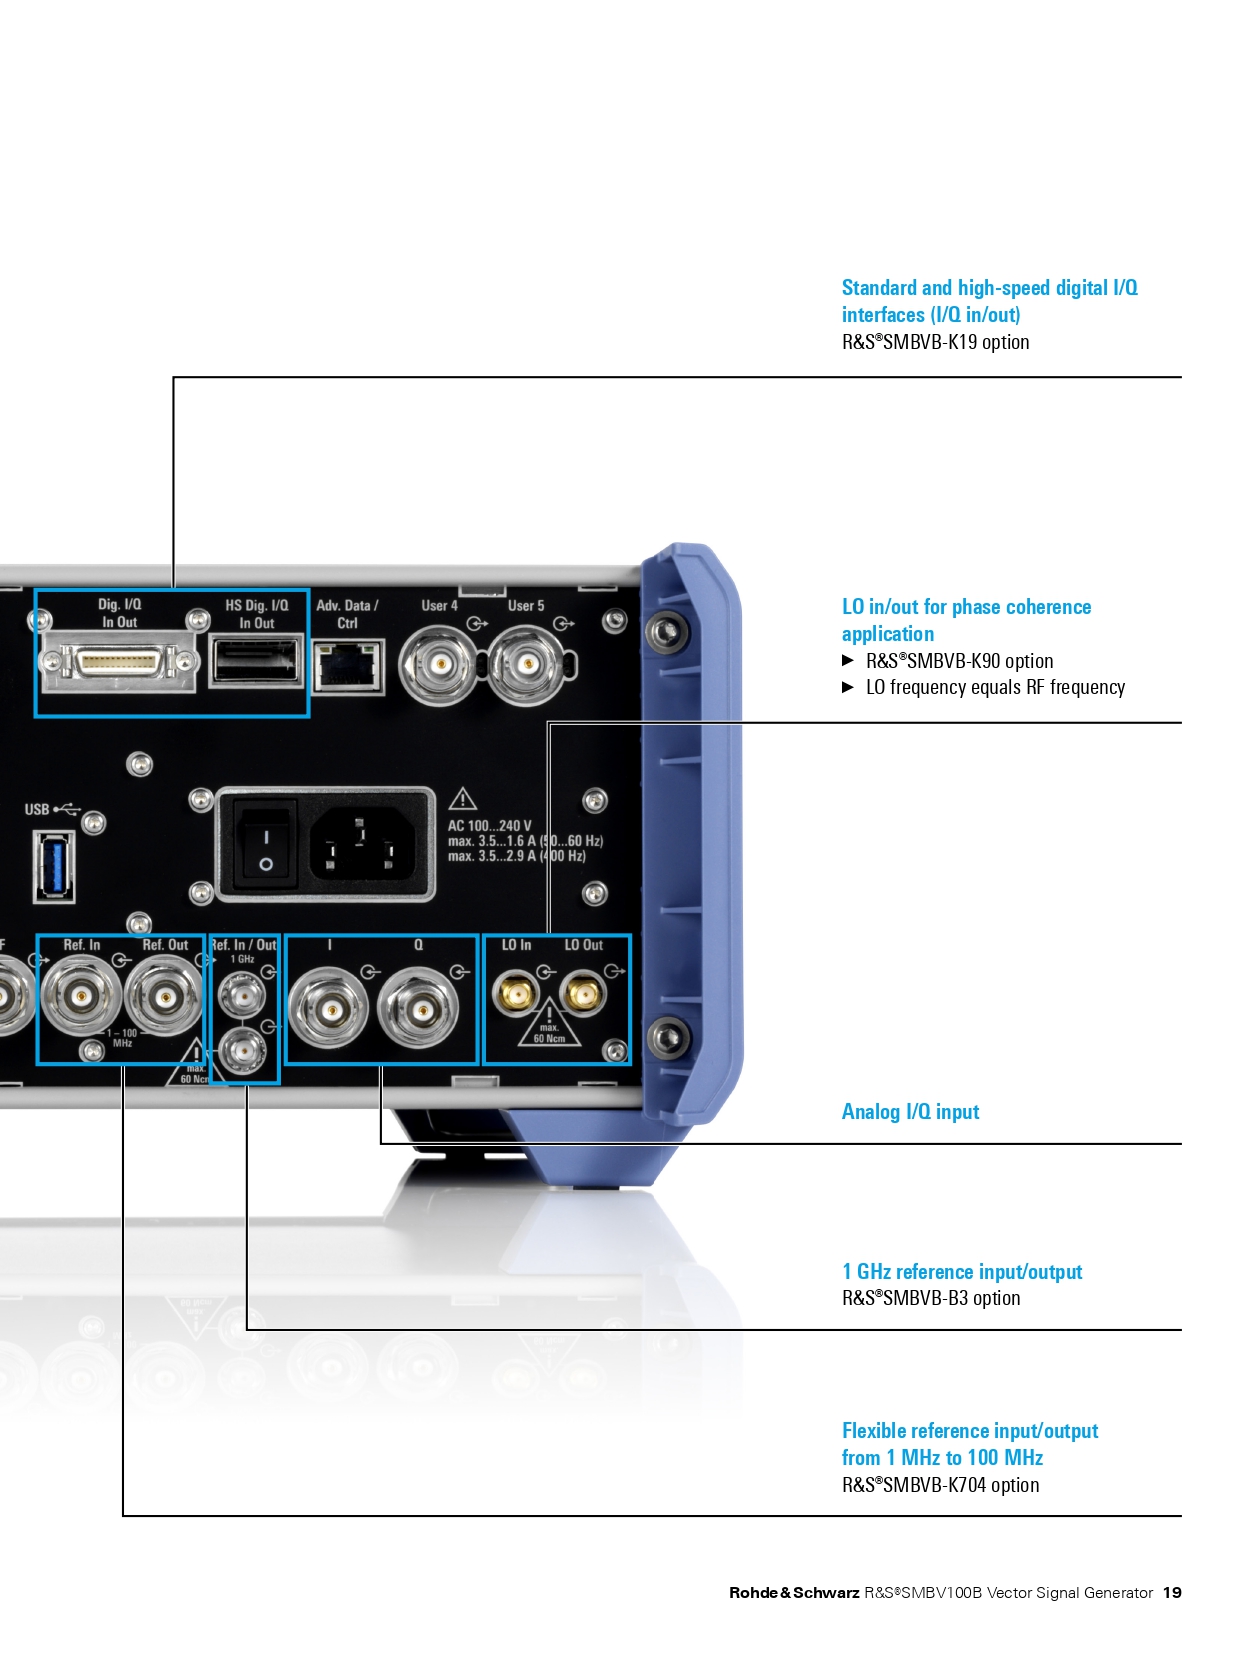 Standard and high-speed digital I/Q
interfaces (I/Q in/out)
R&S®SMBVB-K19 option
LO in/out for phase coherence
application
► R&S®SMBVB-K90 option
► LO frequency equals RF frequency
Dig. I/Q
In Out
HS Dig. I/Q
In Out
Adv. Data /
Ctrl
User 4
User 5
USB
I
O
AC 100...240 V
max. 3.5...1.6 A (50...60 Hz)
max. 3.5...2.9 A (400 Hz)
F
Ref. In
Ref. Out
1 – 100
MHz
Ref. In / Out
1 GHz
max.
60 Ncm
I
Q
LO In
LO Out
max.
60 Ncm
Analog I/Q input
1 GHz reference input/output
R&S®SMBVB-B3 option
Flexible reference input/output
from 1 MHz to 100 MHz
R&S®SMBVB-K704 option
Rohde & Schwarz R&S®SMBV100B Vector Signal Generator 19